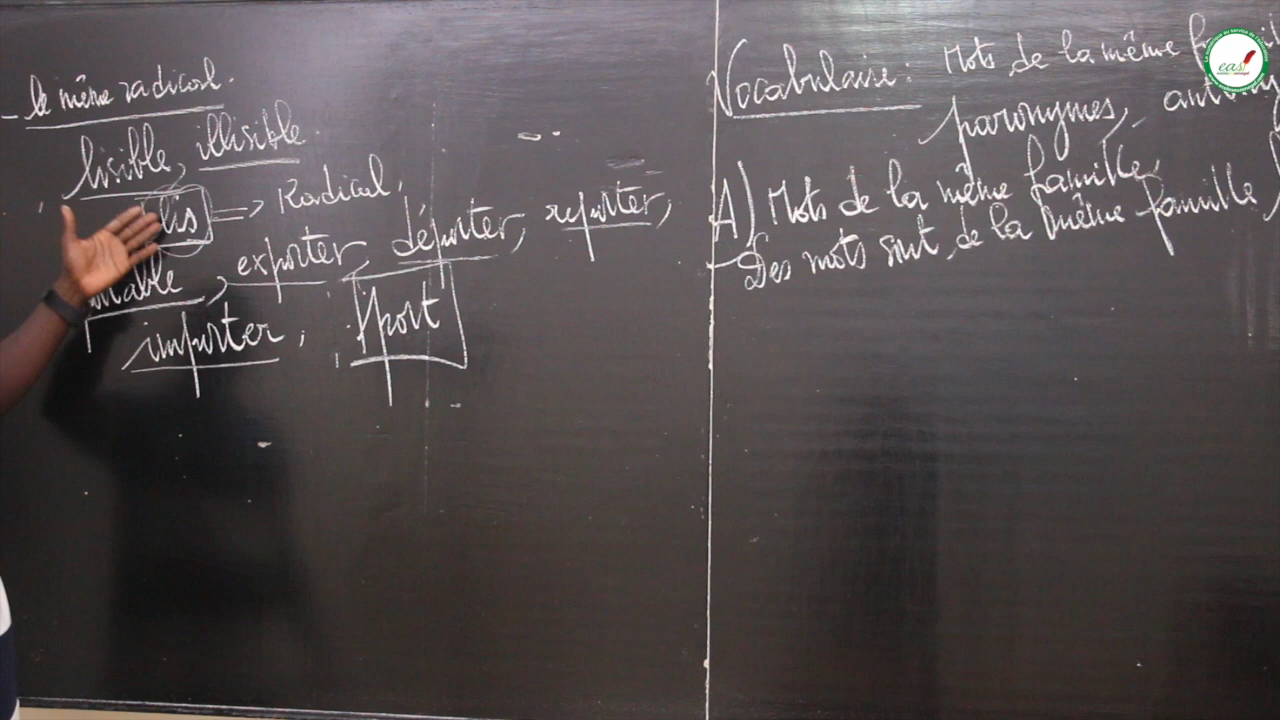 - le même radical.
lisible, illisible.
lis => Radical,
exporter, déporter, reporter,
importer, port
Vocabulaire: Mots de la même
paronymes,
A) Mots de la même famille.
Des mots sont de la même famille
easi